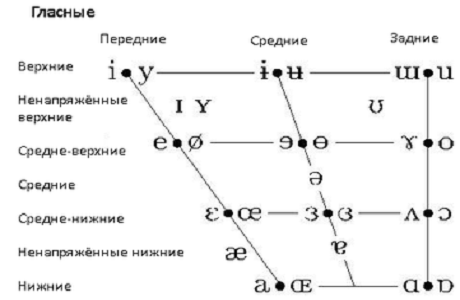 Гласные
Передние Средние Задние
Верхние i y ɨ ʉ ɯ u
Ненапряжённые ɪ ʏ ʊ
верхние
Средне-верхние e ø ɘ ɵ ɤ o
Средние ə
Средне-нижние ɛ œ ɜ ɞ ʌ ɔ
Ненапряжённые нижние æ ɐ
Нижние a ɶ ɑ ɒ